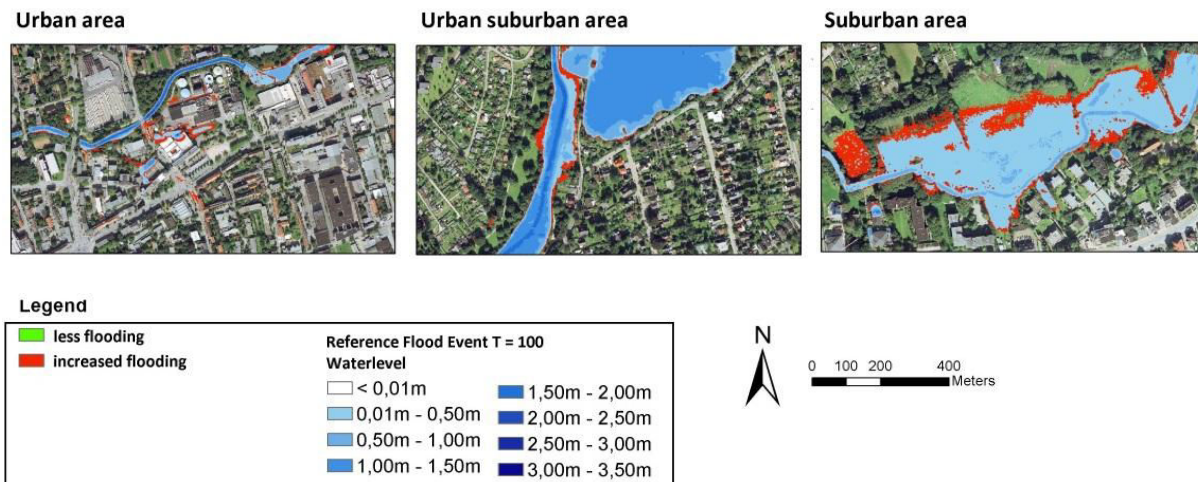 Urban area
Urban suburban area
Suburban area
Legend
less flooding
increased flooding
Reference Flood Event T = 100
Waterlevel
< 0,01m
0,01m - 0,50m
0,50m - 1,00m
1,00m - 1,50m
1,50m - 2,00m
2,00m - 2,50m
2,50m - 3,00m
3,00m - 3,50m
N
0 100 200 400
Meters